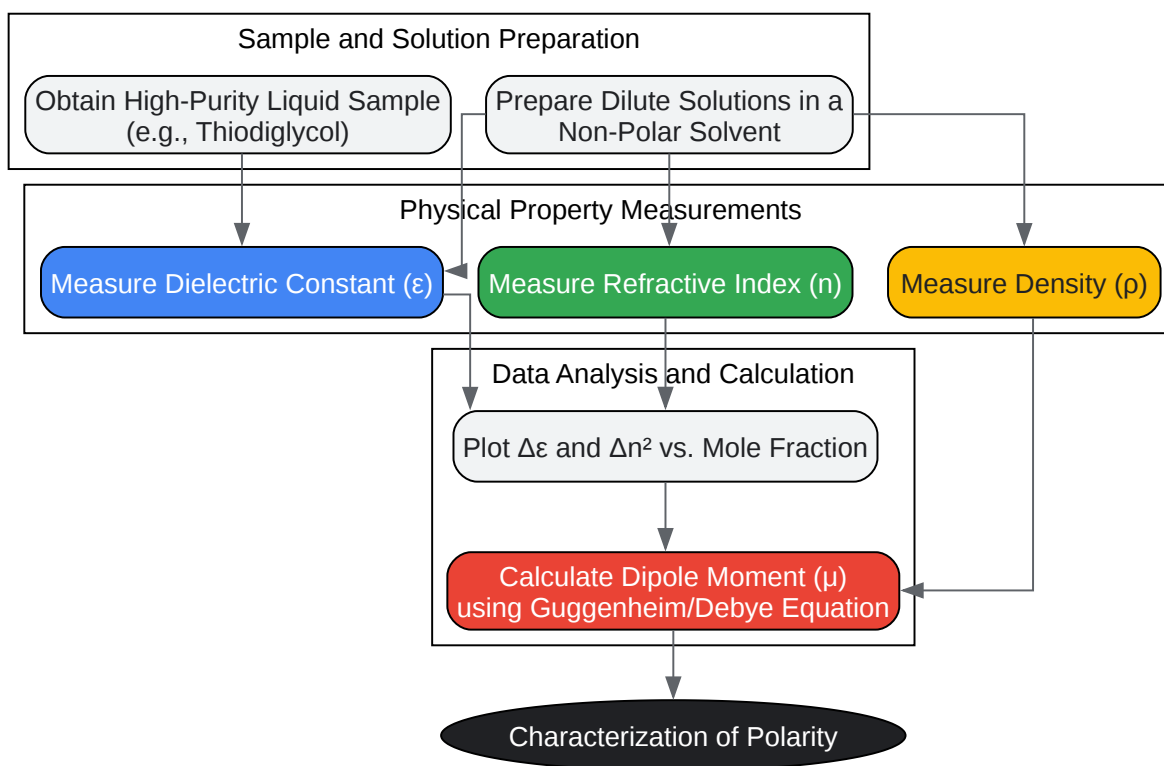 Sample and Solution Preparation
Obtain High-Purity Liquid Sample
(e.g., Thiodiglycol)
Prepare Dilute Solutions in a
Non-Polar Solvent
Physical Property Measurements
Measure Dielectric Constant (ε)
Measure Refractive Index (n)
Measure Density (ρ)
Data Analysis and Calculation
Plot Δε and Δn² vs. Mole Fraction
Calculate Dipole Moment (μ)
using Guggenheim/Debye Equation
Characterization of Polarity